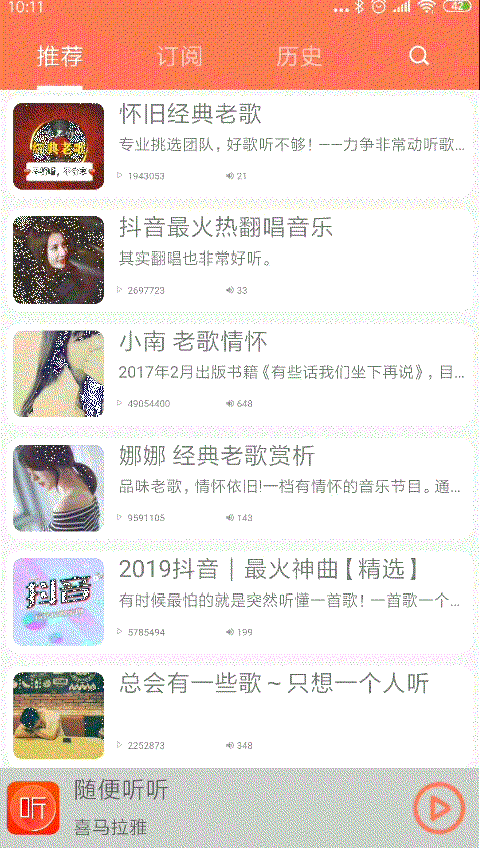 10:11
42
推荐 订阅 历史
怀旧经典老歌
专业挑选团队，好歌听不够！——力争非常动听歌...
1943053 21
抖音最火热翻唱音乐
其实翻唱也非常好听。
2697723 33
小南 老歌情怀
2017年2月出版书籍《有些话我们坐下再说》，目...
49054400 648
娜娜 经典老歌赏析
品味老歌，情怀依旧!一档有情怀的音乐节目。通...
9591105 143
抖音
2019抖音｜最火神曲【精选】
有时候最怕的就是突然听懂一首歌！一首歌一个...
5785494 199
总会有一些歌～只想一个人听
2252873 348
听
随便听听
喜马拉雅